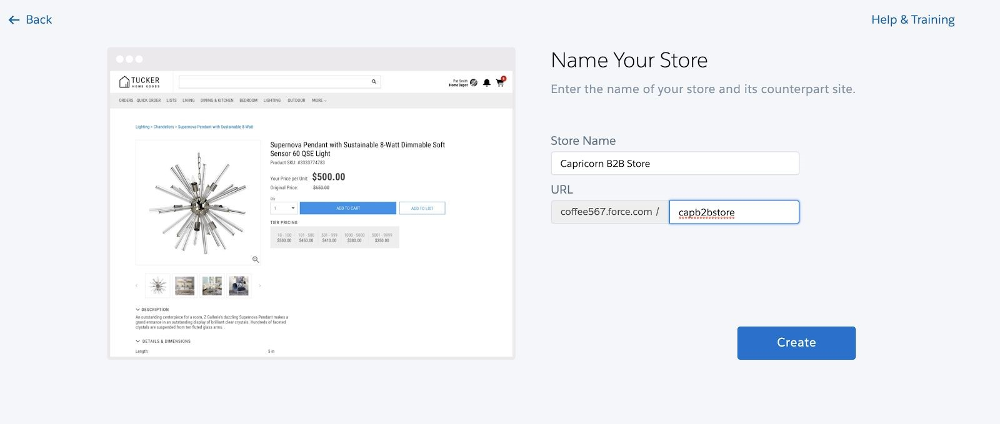 ← Back
Help & Training
TUCKER
HOME GOODS
Pat Smith
Home Depot
6
ORDERS QUICK ORDER LISTS LIVING DINING & KITCHEN BEDROOM LIGHTING OUTDOOR MORE
Lighting > Chandeliers > Supernova Pendant with Sustainable 8-Watt
Supernova Pendant with Sustainable 8-Watt Dimmable Soft
Sensor 60 QSE Light
Product SKU: #3333774783
Your Price per Unit: $500.00
Original Price: $650.00
Qty
1 ADD TO CART ADD TO LIST
TIER PRICING
10 - 100 101 - 500 501 - 999 1000 - 5000 5001 - 9999
$500.00 $450.00 $410.00 $380.00 $350.00
DESCRIPTION
An outstanding centerpiece for a room, Z Gallerie's dazzling Supernova Pendant makes a
grand entrance in an outstanding display of brilliant clear crystals. Hundreds of faceted
crystals are suspended from ten fluted glass arms. .
DETAILS & DIMENSIONS
Length: 5 in
Name Your Store
Enter the name of your store and its counterpart site.
Store Name
Capricorn B2B Store
URL
coffee567.force.com / capb2bstore
Create